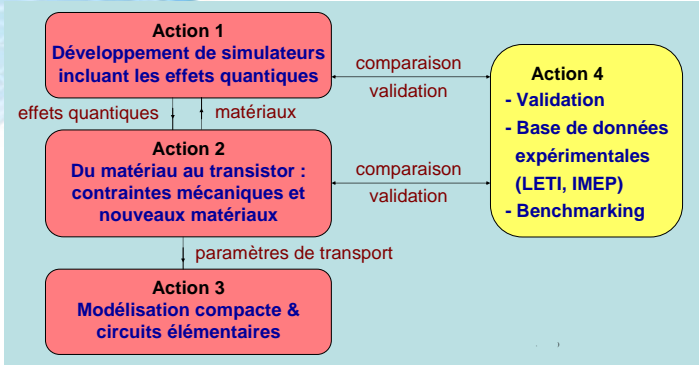 Action 1
Développement de simulateurs
incluant les effets quantiques
comparaison
validation
effets quantiques
matériaux
Action 2
Du matériau au transistor :
contraintes mécaniques et
nouveaux matériaux
comparaison
validation
paramètres de transport
Action 3
Modélisation compacte &
circuits élémentaires
Action 4
- Validation
- Base de données
expérimentales
(LETI, IMEP)
- Benchmarking